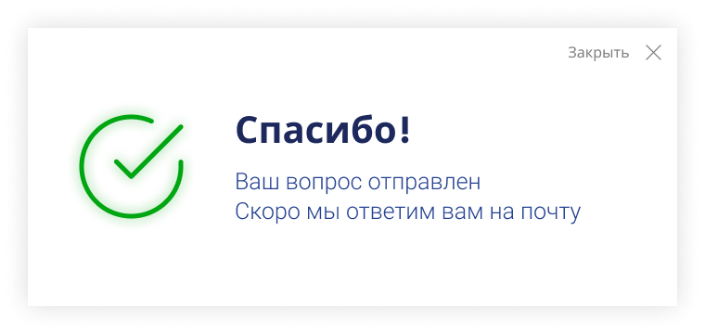 Закрыть
Спасибо!
Ваш вопрос отправлен
Скоро мы ответим вам на почту